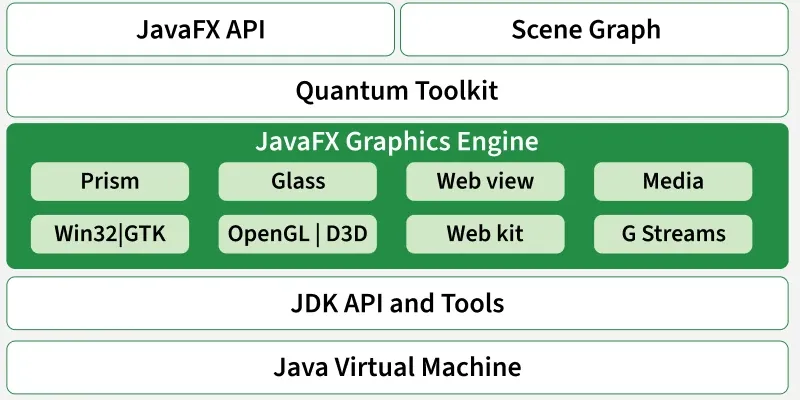 JavaFX API
Scene Graph
Quantum Toolkit
JavaFX Graphics Engine
Prism
Glass
Web view
Media
Win32|GTK
OpenGL | D3D
Web kit
G Streams
JDK API and Tools
Java Virtual Machine